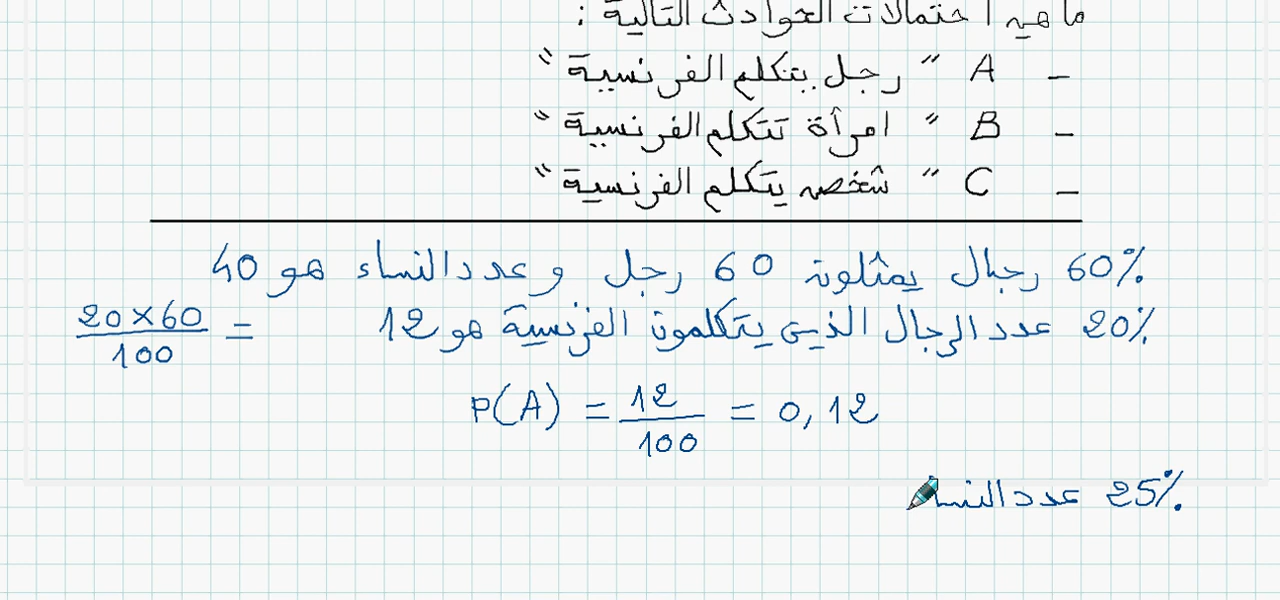 ما هي احتمالات الحوادث التالية :
- A " رجل يتكلم الفرنسية "
- B " امرأة تتكلم الفرنسية "
- C " شخص يتكلم الفرنسية "
60% رجال يمثلون 60 رجل و عدد النساء هو 40
20% عدد الرجال الذين يتكلمون الفرنسية هو 12 = 20×60/100
P(A) = 12/100 = 0,12
25% عدد النسا